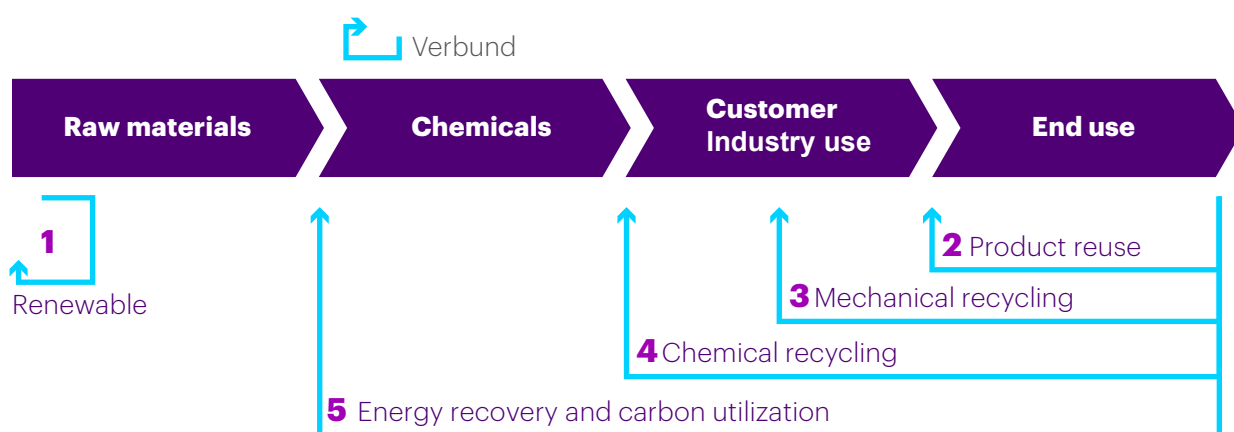 Verbund
Raw materials
Chemicals
Customer
Industry use
End use
1
Renewable
2 Product reuse
3 Mechanical recycling
4 Chemical recycling
5 Energy recovery and carbon utilization